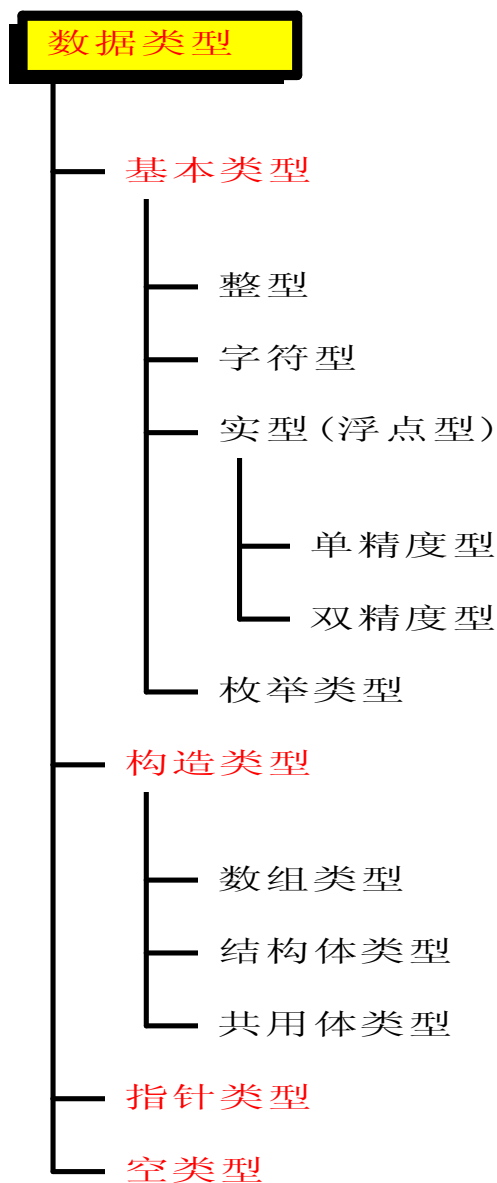 数据类型
基本类型
整型
字符型
实型(浮点型)
单精度型
双精度型
枚举类型
构造类型
数组类型
结构体类型
共用体类型
指针类型
空类型